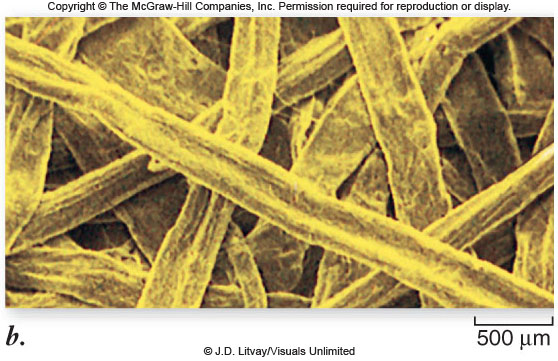 Copyright © The McGraw-Hill Companies, Inc. Permission required for reproduction or display.
b.
500 µm
© J.D. Litvay/Visuals Unlimited